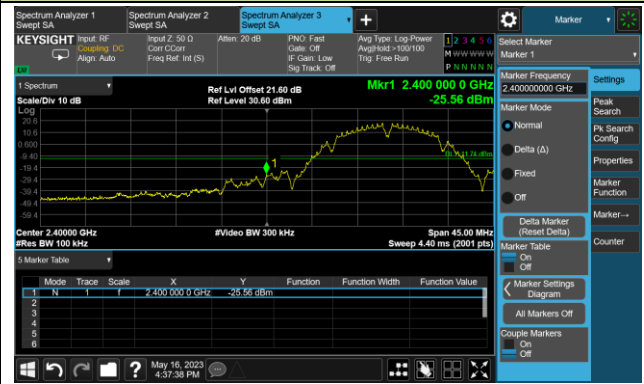 Spectrum Analyzer 1
Swept SA
Spectrum Analyzer 2
Swept SA
Spectrum Analyzer 3
Swept SA
Marker
KEYSIGHT
Input: RF
Coupling: DC
Align: Auto
Input Z: 50 Ω
Corr CCorr
Freq Ref: Int (S)
Atten: 20 dB
PNO: Fast
Gate: Off
IF Gain: Low
Sig Track: Off
Avg Type: Log-Power
Avg|Hold >100/100
Trig: Free Run
1 2 3 4 5 6
M W W W W W
P N N N N N
Select Marker
Marker 1
1 Spectrum
Scale/Div 10 dB
Log
Ref Lvl Offset 21.60 dB
Ref Level 30.60 dBm
Mkr1 2.400 000 0 GHz
-25.56 dBm
20.6
10.6
0.600
-9.40
-19.4
-29.4
-39.4
-49.4
-59.4
1
Center 2.40000 GHz
#Res BW 100 kHz
#Video BW 300 kHz
Span 45.00 MHz
Sweep 4.40 ms (2001 pts)
5 Marker Table
Mode Trace Scale X Y Function Function Width Function Value
1 N 1 f 2.400 000 0 GHz -25.56 dBm
2
3
4
5
6
Marker Frequency
2.400000000 GHz
Marker Mode
Normal
Delta (Δ)
Fixed
Off
Delta Marker
(Reset Delta)
Marker Table
On
Off
Marker Settings
Diagram
All Markers Off
Couple Markers
On
Off
Settings
Peak
Search
Pk Search
Config
Properties
Marker
Function
Marker→
Counter
May 16, 2023
4:37:38 PM